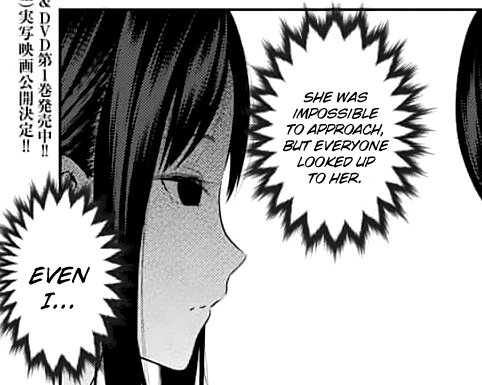 SHE WAS
IMPOSSIBLE
TO APPROACH,
BUT EVERYONE
LOOKED UP
TO HER.
EVEN
I...
&DVD第1巻発売中!!
)実写映画公開決定!!